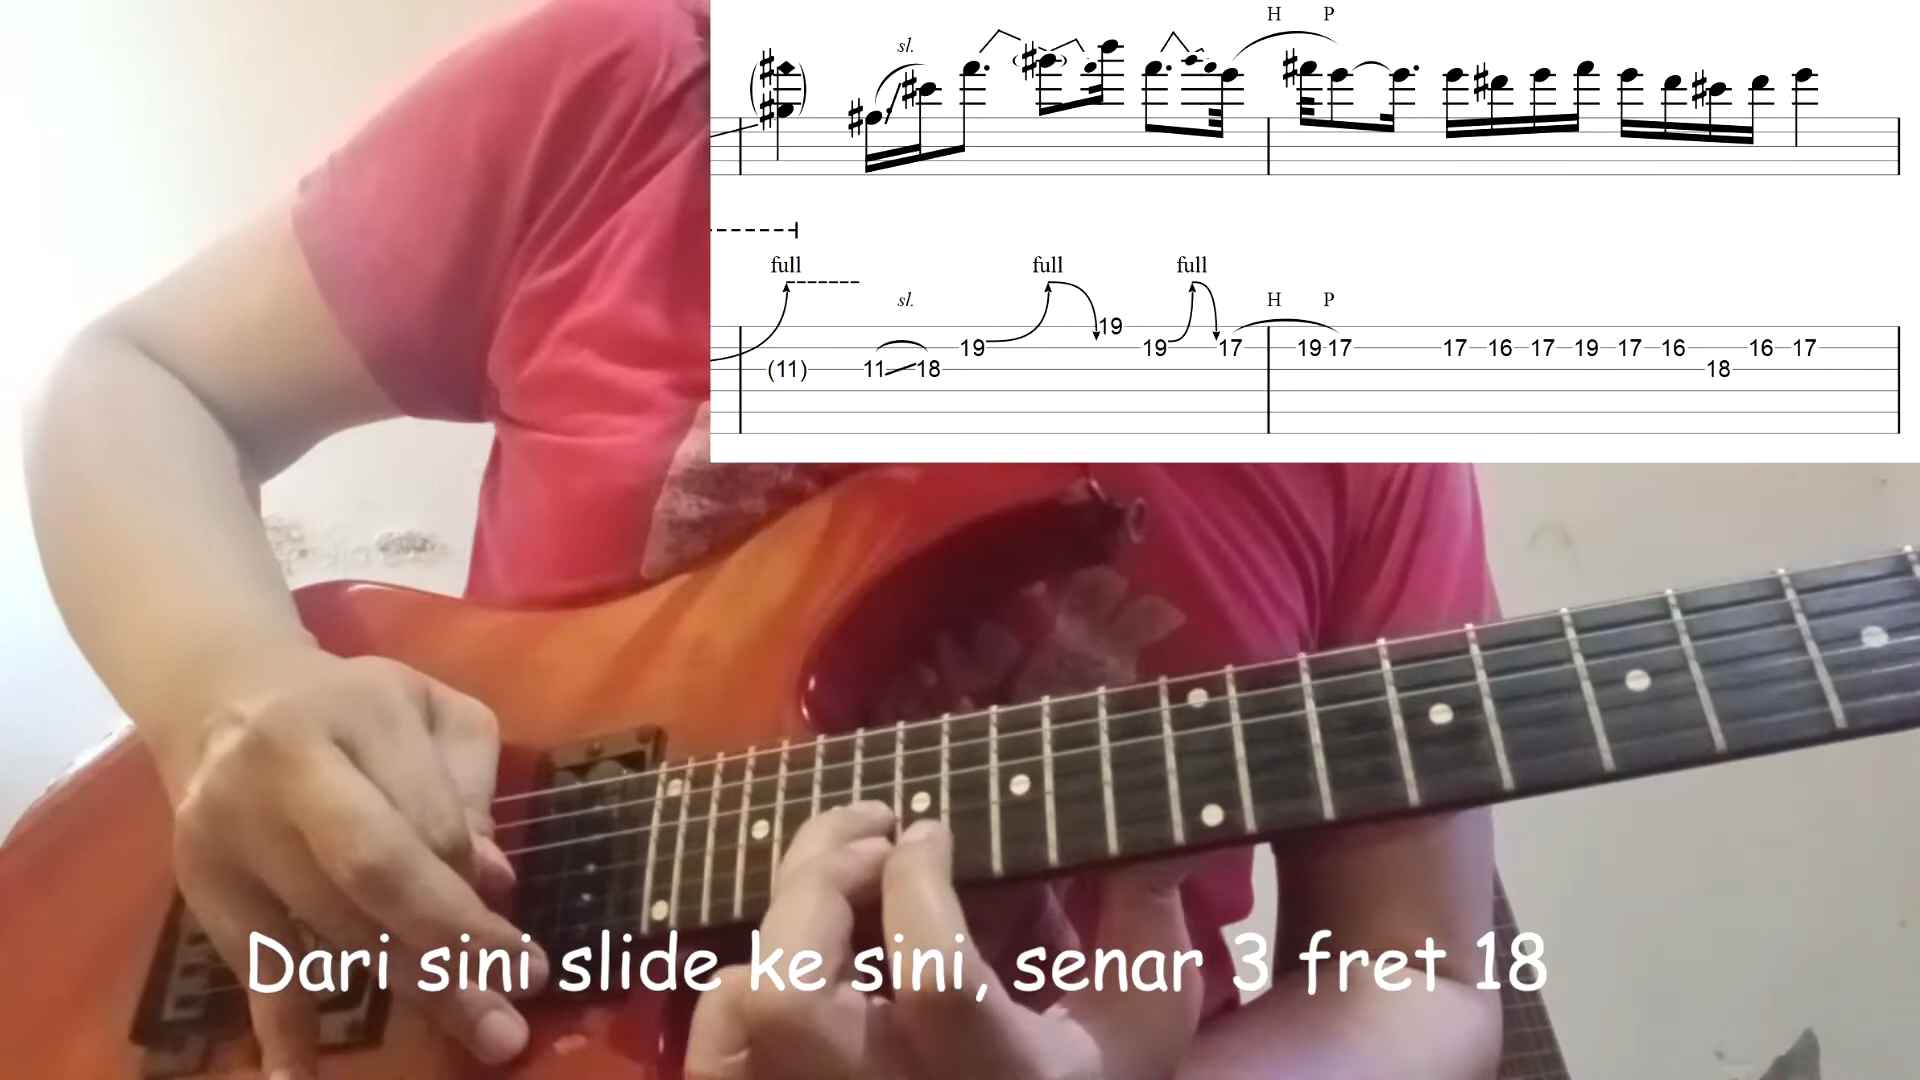 H P
sl.
full full full
sl. H P
19
19 19 17 19 17 17 16 17 19 17 16 16 17
(11) 11 18 18
Dari sini slide ke sini, senar 3 fret 18